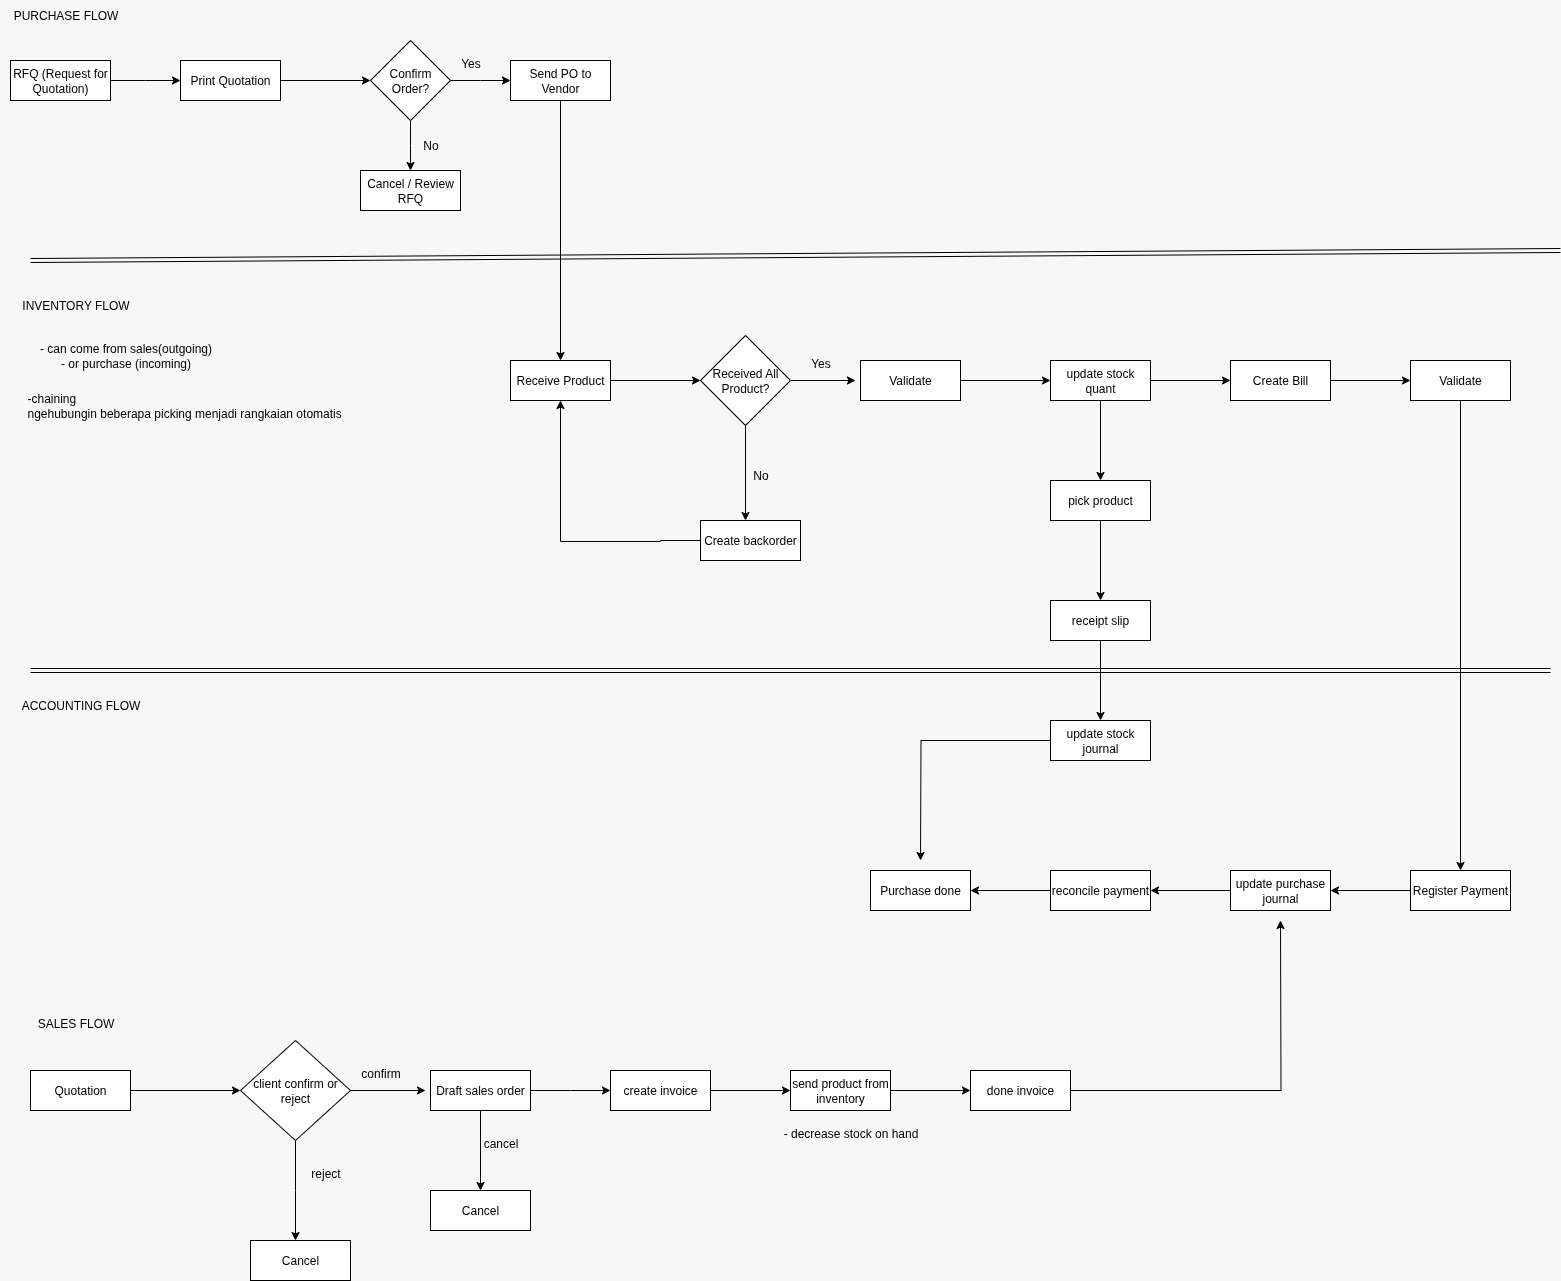 PURCHASE FLOW
RFQ (Request for
Quotation)
Print Quotation
Confirm
Order?
Yes
Send PO to
Vendor
No
Cancel / Review
RFQ
INVENTORY FLOW
- can come from sales(outgoing)
- or purchase (incoming)
-chaining
ngehubungin beberapa picking menjadi rangkaian otomatis
Receive Product
Received All
Product?
Yes
Validate
update stock
quant
Create Bill
Validate
No
Create backorder
pick product
receipt slip
ACCOUNTING FLOW
update stock
journal
Purchase done
reconcile payment
update purchase
journal
Register Payment
SALES FLOW
Quotation
client confirm or
reject
confirm
Draft sales order
create invoice
send product from
inventory
done invoice
- decrease stock on hand
cancel
reject
Cancel
Cancel